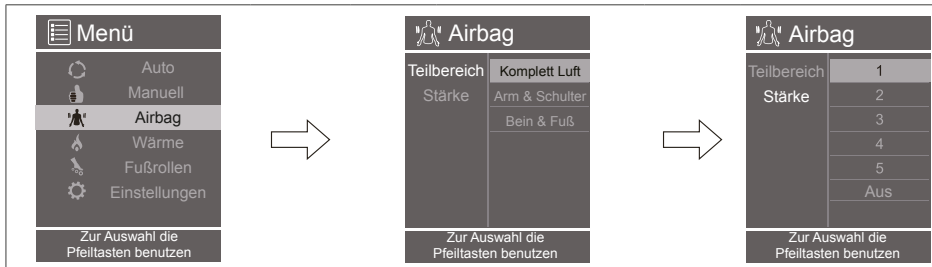 Menü
Auto
Manuell
Airbag
Wärme
Fußrollen
Einstellungen
Zur Auswahl die
Pfeiltasten benutzen
Airbag
Teilbereich Komplett Luft
Stärke Arm & Schulter
Bein & Fuß
Zur Auswahl die
Pfeiltasten benutzen
Airbag
Teilbereich 1
Stärke 2
3
4
5
Aus
Zur Auswahl die
Pfeiltasten benutzen